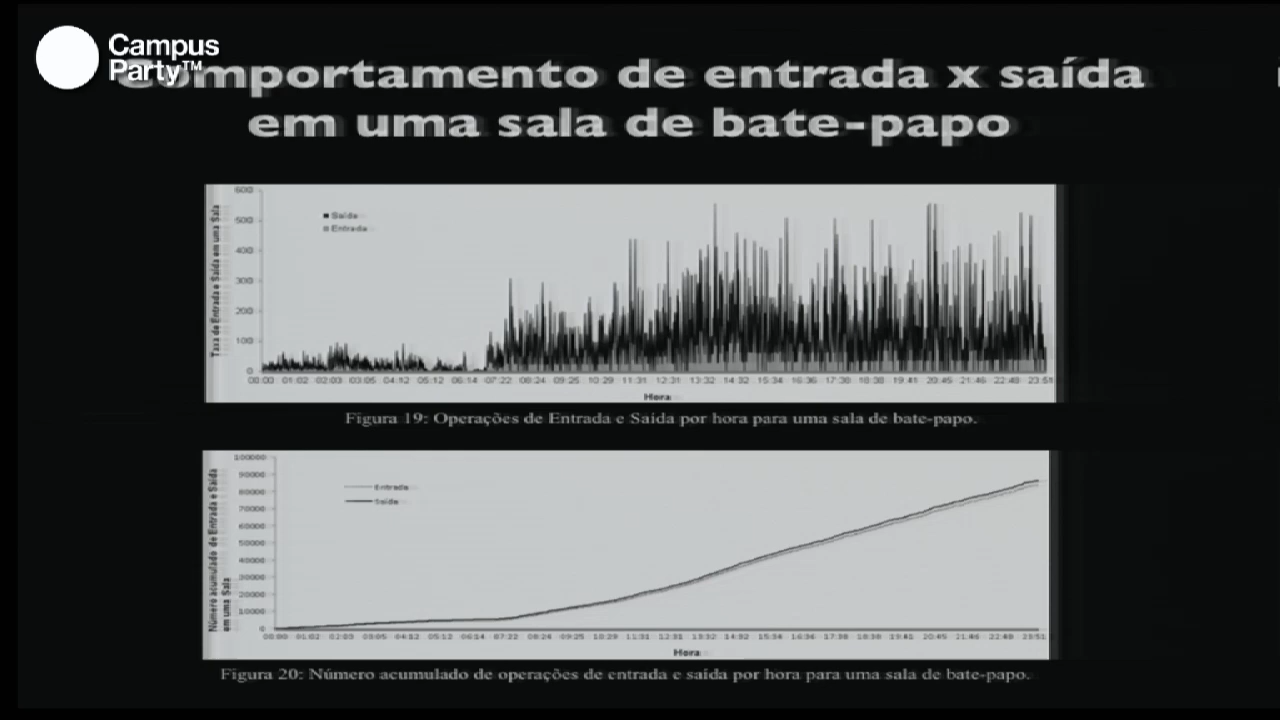 Campus
Party™
Comportamento de entrada x saída
em uma sala de bate-papo
Taxa de Entrada e Saída em uma Sala
600
500
400
300
200
100
0
Saída
Entrada
00:00 01:02 02:03 03:05 04:12 05:12 06:14 07:22 08:24 09:25 10:29 11:31 12:31 13:32 14:32 15:34 16:36 17:38 18:38 19:41 20:45 21:46 22:48 23:51
Hora
Figura 19: Operações de Entrada e Saída por hora para uma sala de bate-papo.
Número acumulado de Entrada e Saída
em uma Sala
100000
90000
80000
70000
60000
50000
40000
30000
20000
10000
0
Entrada
Saída
00:00 01:02 02:03 03:05 04:12 05:12 06:14 07:22 08:24 09:25 10:29 11:31 12:31 13:32 14:32 15:34 16:36 17:38 18:38 19:41 20:45 21:46 22:48 23:51
Hora
Figura 20: Número acumulado de operações de entrada e saída por hora para uma sala de bate-papo.